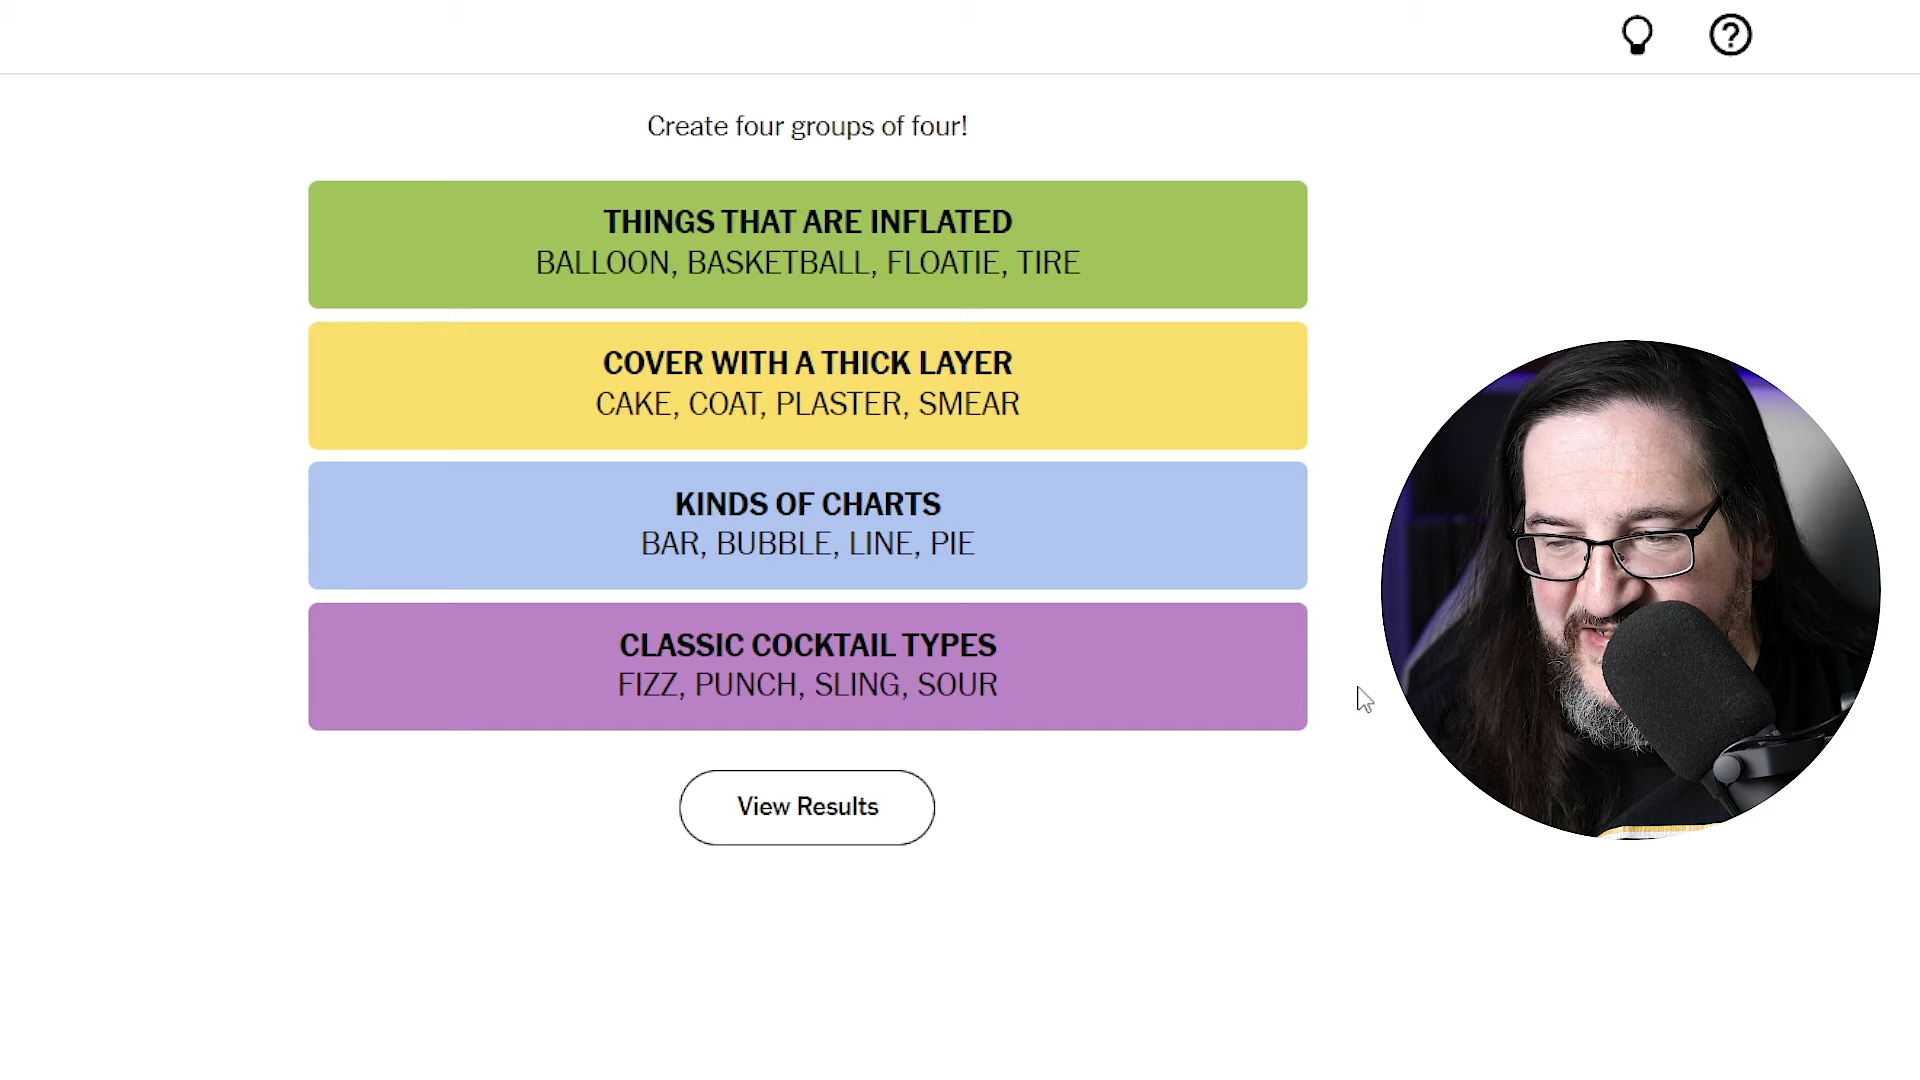 Create four groups of four!
THINGS THAT ARE INFLATED
BALLOON, BASKETBALL, FLOATIE, TIRE
COVER WITH A THICK LAYER
CAKE, COAT, PLASTER, SMEAR
KINDS OF CHARTS
BAR, BUBBLE, LINE, PIE
CLASSIC COCKTAIL TYPES
FIZZ, PUNCH, SLING, SOUR
View Results